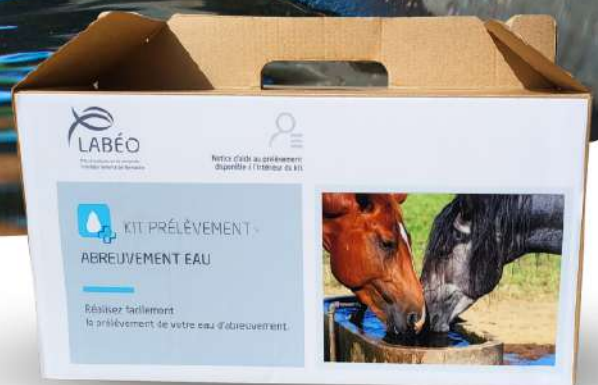 LABÉO
Notice d'aide au prélèvement
disponible à l'intérieur du kit
KIT PRÉLÈVEMENT
ABREUVEMENT EAU
Réalisez facilement
le prélèvement de votre eau d'abreuvement.